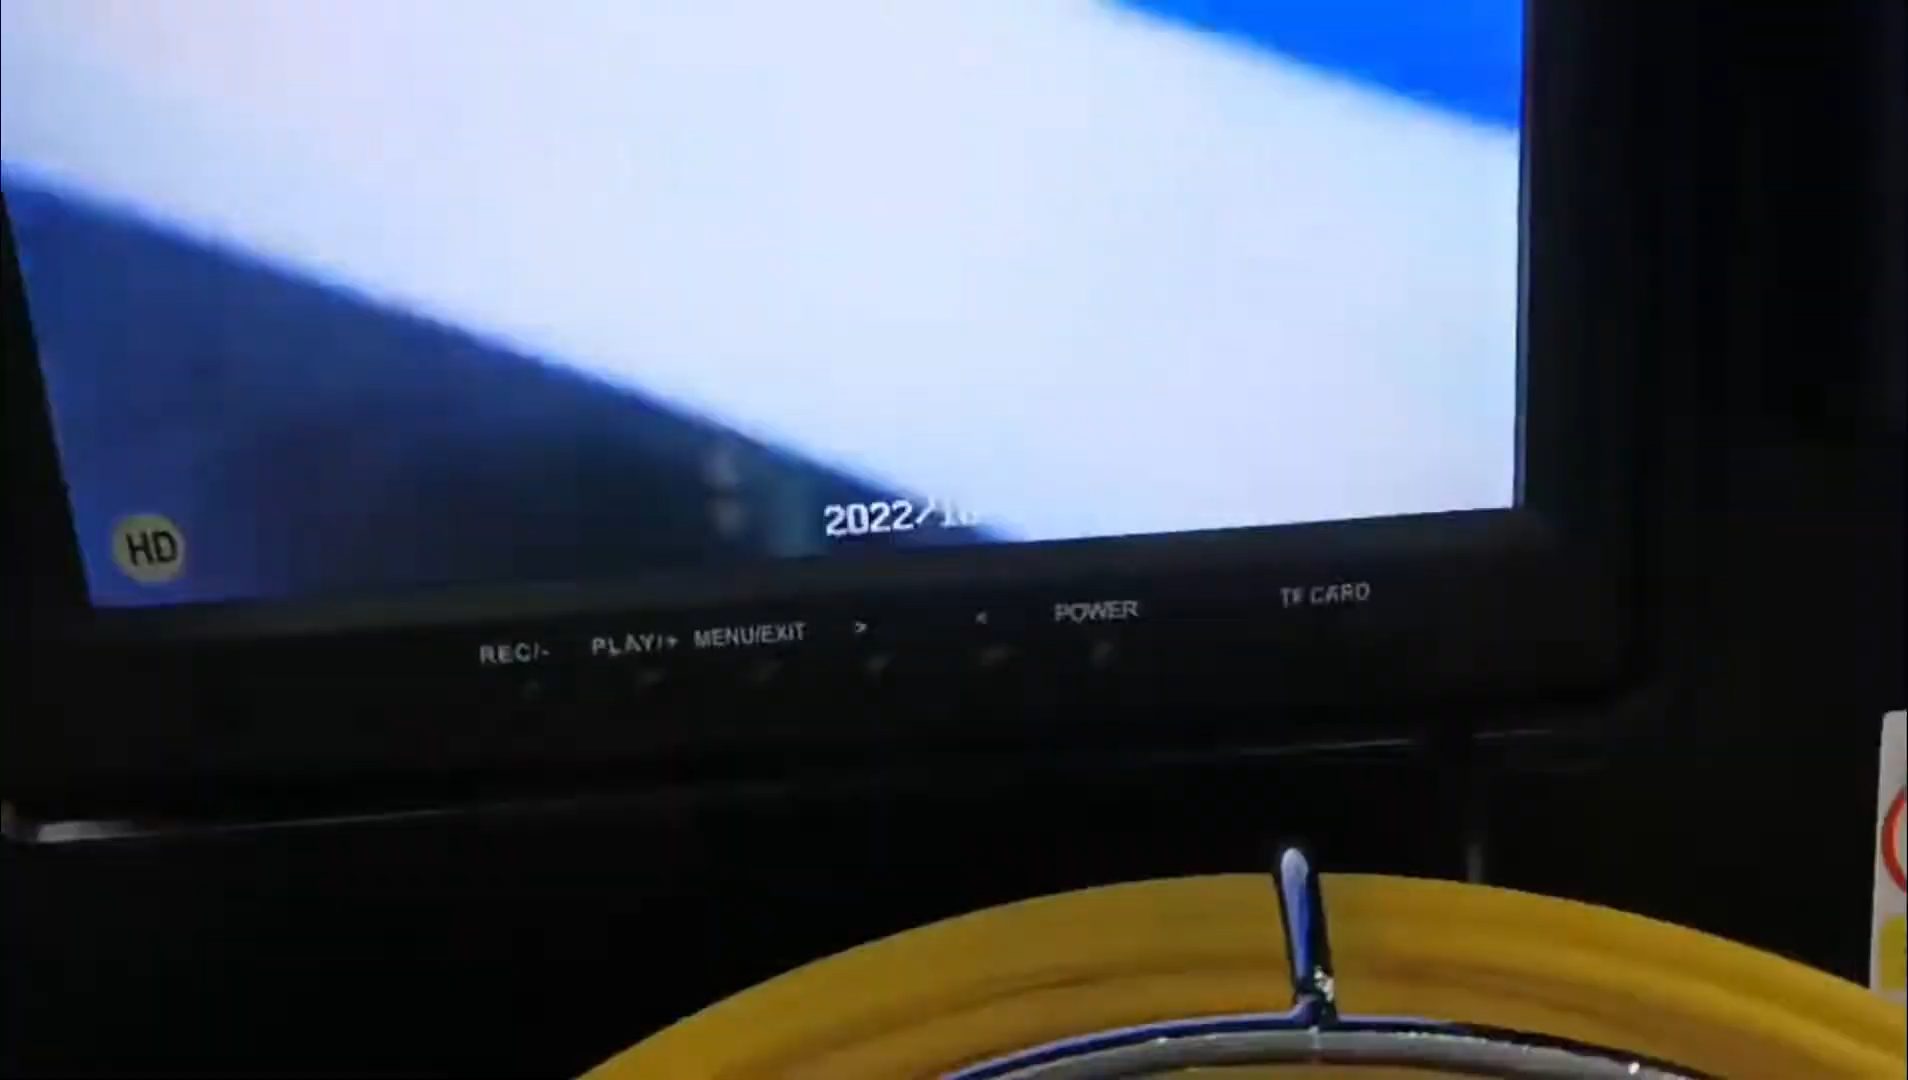 2022/
HD
REC/- PLAY/+ MENU/EXIT > < POWER TF CARD